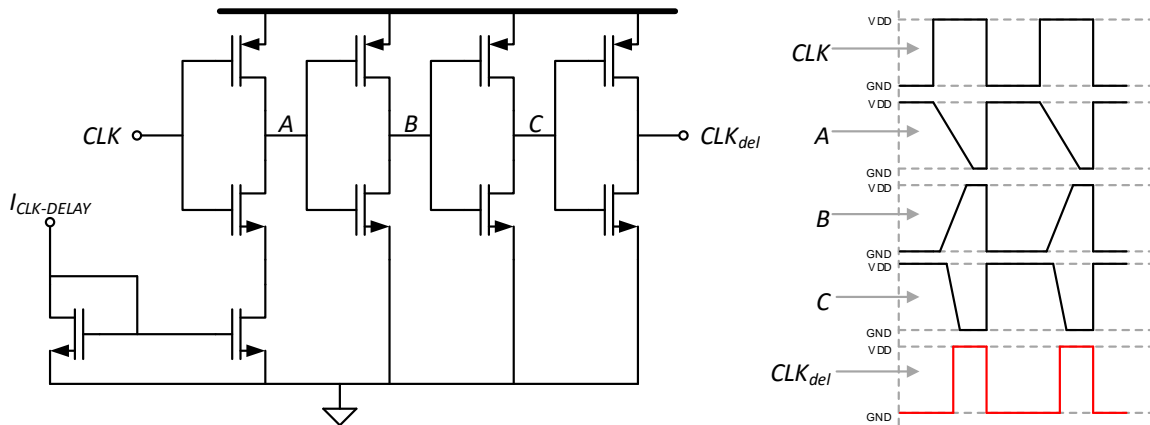 CLK
A
B
C
CLKdel
ICLK-DELAY
VDD
CLK
GND
VDD
A
GND
VDD
B
GND
VDD
C
GND
VDD
CLKdel
GND